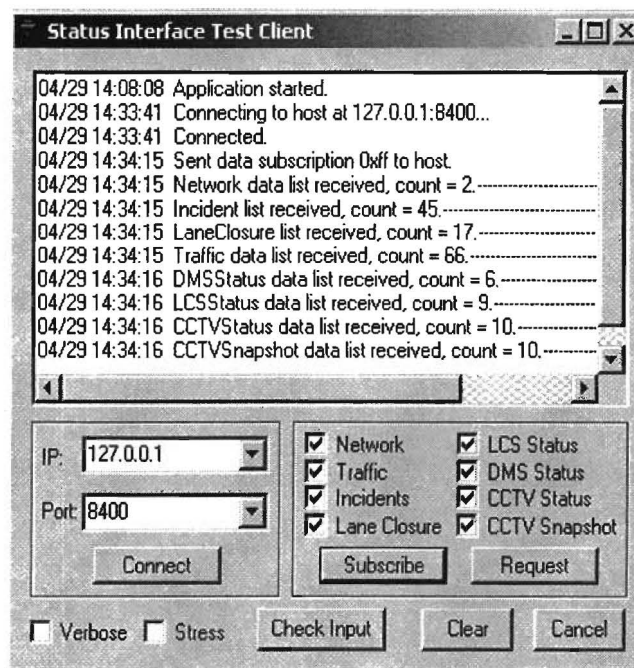 Status Interface Test Client
04/29 14:08:08 Application started.
04/29 14:33:41 Connecting to host at 127.0.0.1:8400...
04/29 14:33:41 Connected.
04/29 14:34:15 Sent data subscription 0xff to host.
04/29 14:34:15 Network data list received, count = 2.--------------------
04/29 14:34:15 Incident list received, count = 45.-------------------------
04/29 14:34:15 LaneClosure list received, count = 17.------------------
04/29 14:34:15 Traffic data list received, count = 66.--------------------
04/29 14:34:16 DMSStatus data list received, count = 6.--------------
04/29 14:34:16 LCSStatus data list received, count = 9.--------------
04/29 14:34:16 CCTVStatus data list received, count = 10.-----------
04/29 14:34:16 CCTVSnapshot data list received, count = 10.-------
IP: 127.0.0.1
Port: 8400
Connect
Network LCS Status
Traffic DMS Status
Incidents CCTV Status
Lane Closure CCTV Snapshot
Subscribe Request
Verbose Stress Check Input Clear Cancel